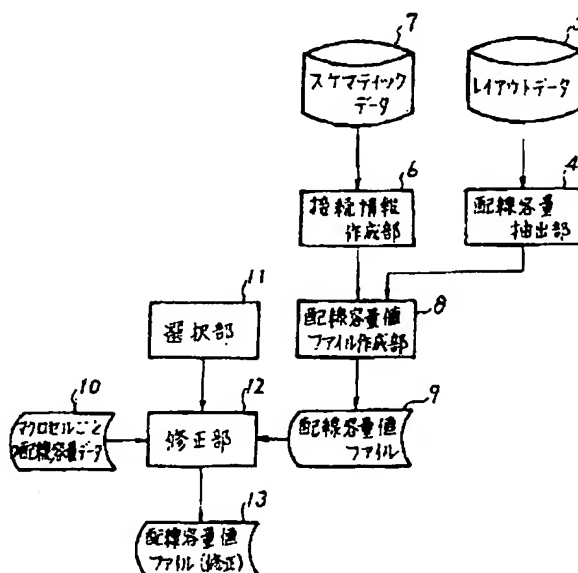 7
スケマティック
データ
レイアウトデータ
6
接続情報
作成部
4
配線容量
抽出部
11
選択部
8
配線容量値
ファイル作成部
10
マクロセルごと
の配線容量データ
12
修正部
9
配線容量値
ファイル
13
配線容量値
ファイル(修正)